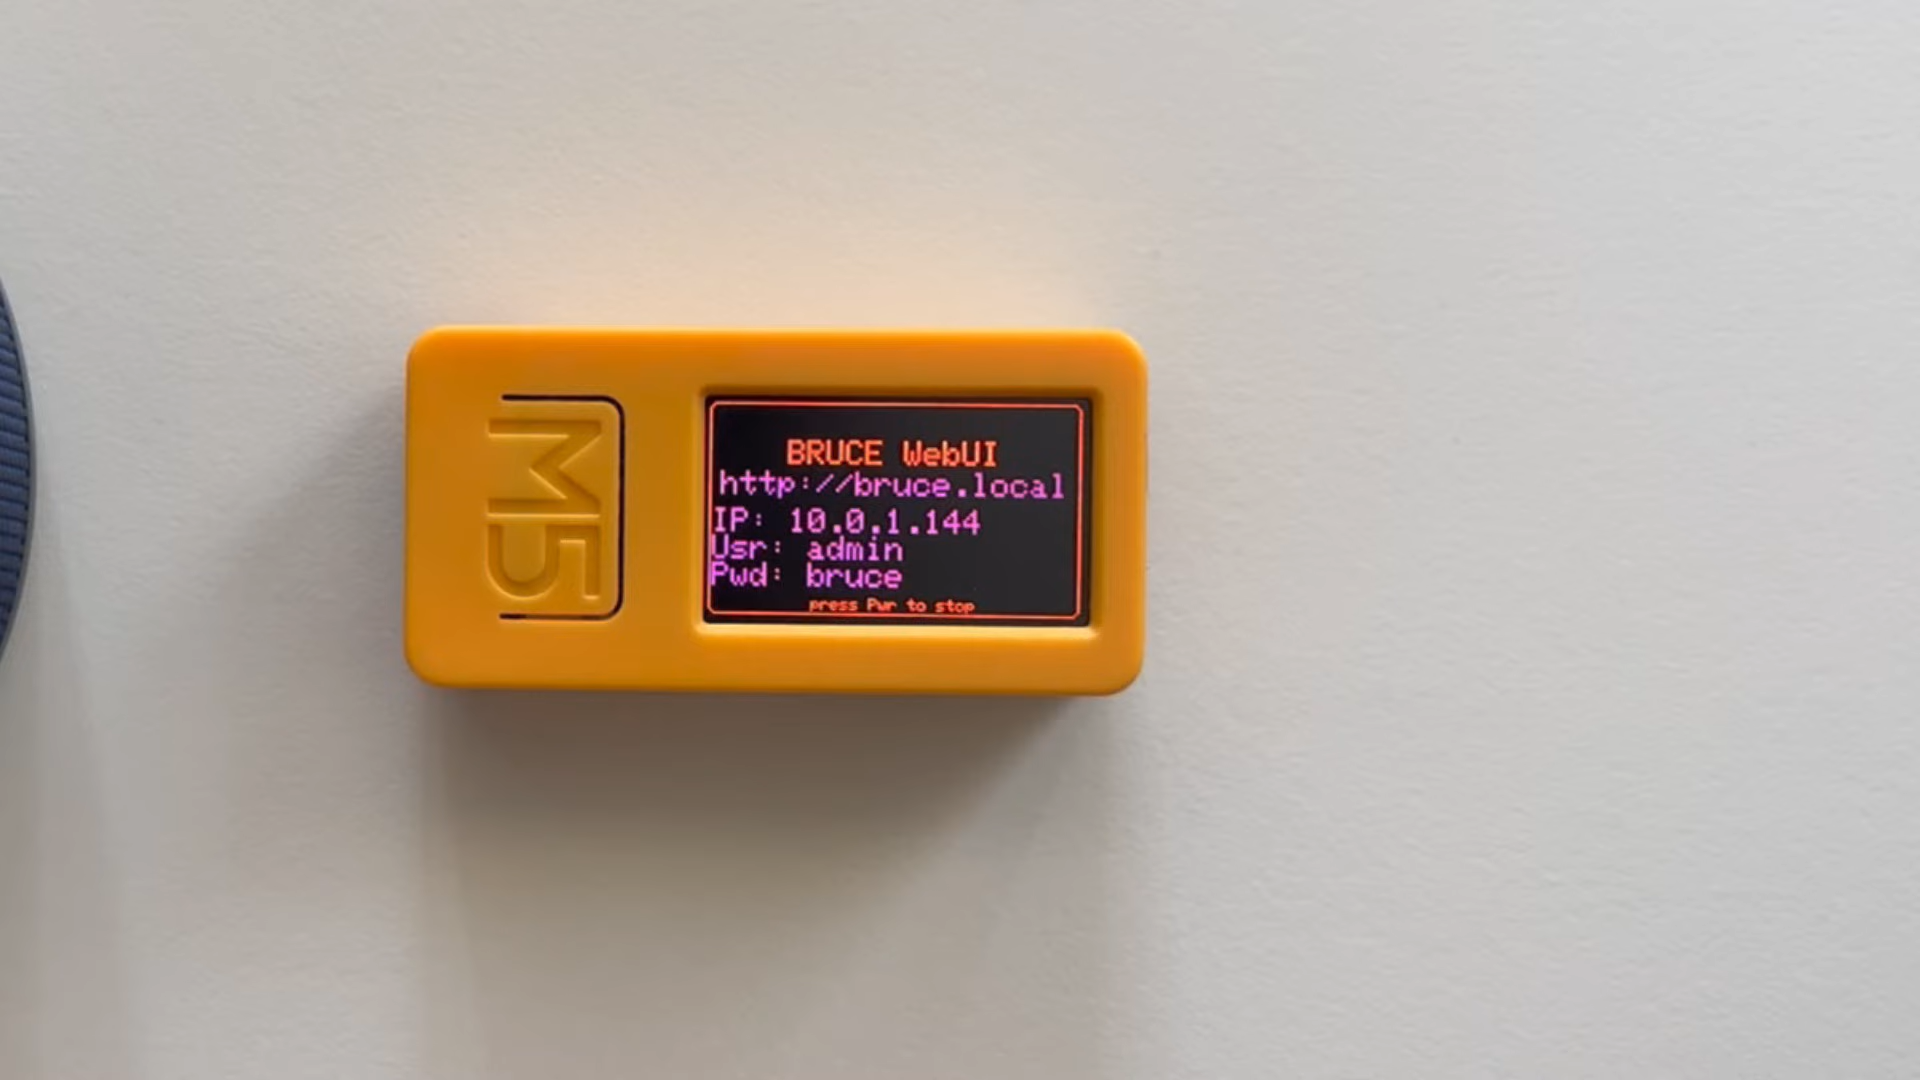 M5
BRUCE WebUI
http://bruce.local
IP: 10.0.1.144
Usr: admin
Pwd: bruce
press Pwr to stop